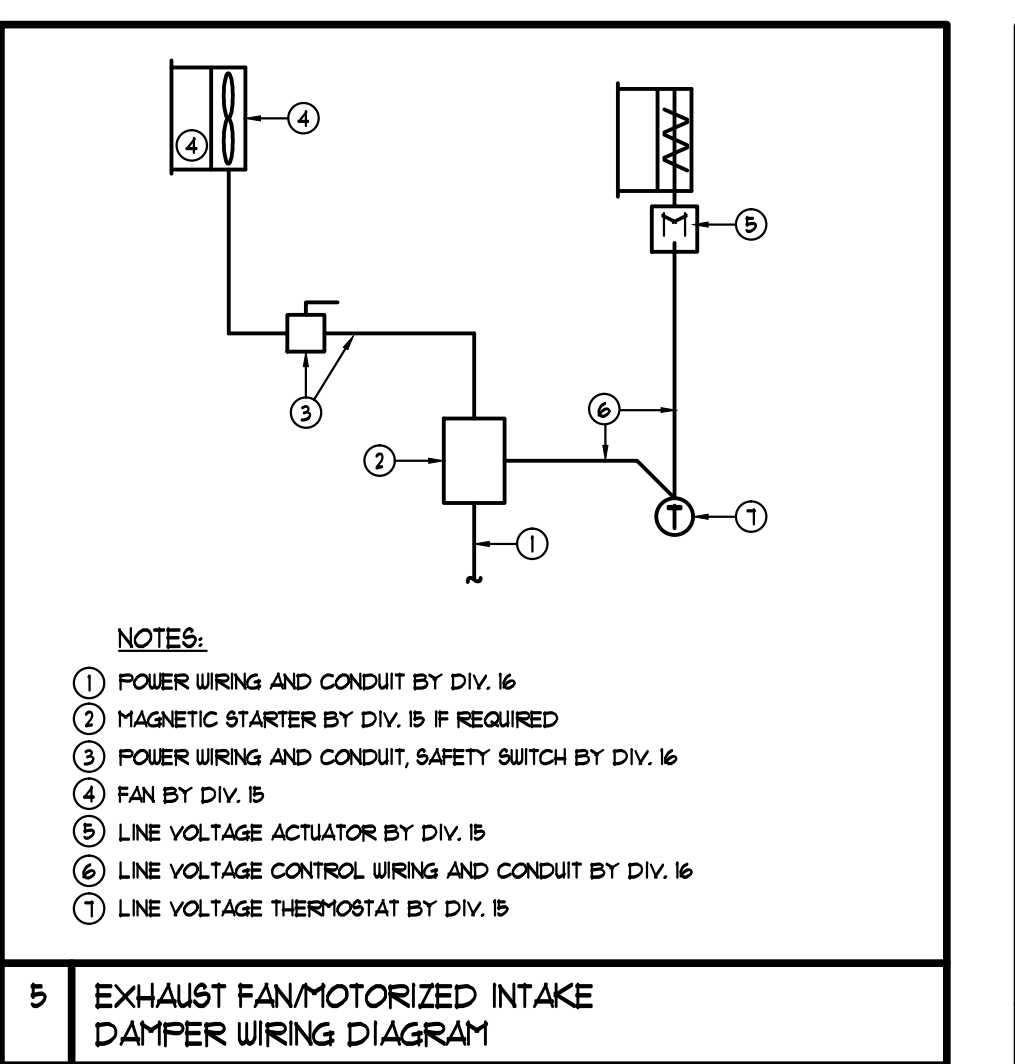 4
4
M
5
3
6
2
T
7
1
NOTES:
1 POWER WIRING AND CONDUIT BY DIV. 16
2 MAGNETIC STARTER BY DIV. 15 IF REQUIRED
3 POWER WIRING AND CONDUIT, SAFETY SWITCH BY DIV. 16
4 FAN BY DIV. 15
5 LINE VOLTAGE ACTUATOR BY DIV. 15
6 LINE VOLTAGE CONTROL WIRING AND CONDUIT BY DIV. 16
7 LINE VOLTAGE THERMOSTAT BY DIV. 15
5 EXHAUST FAN/MOTORIZED INTAKE
DAMPER WIRING DIAGRAM